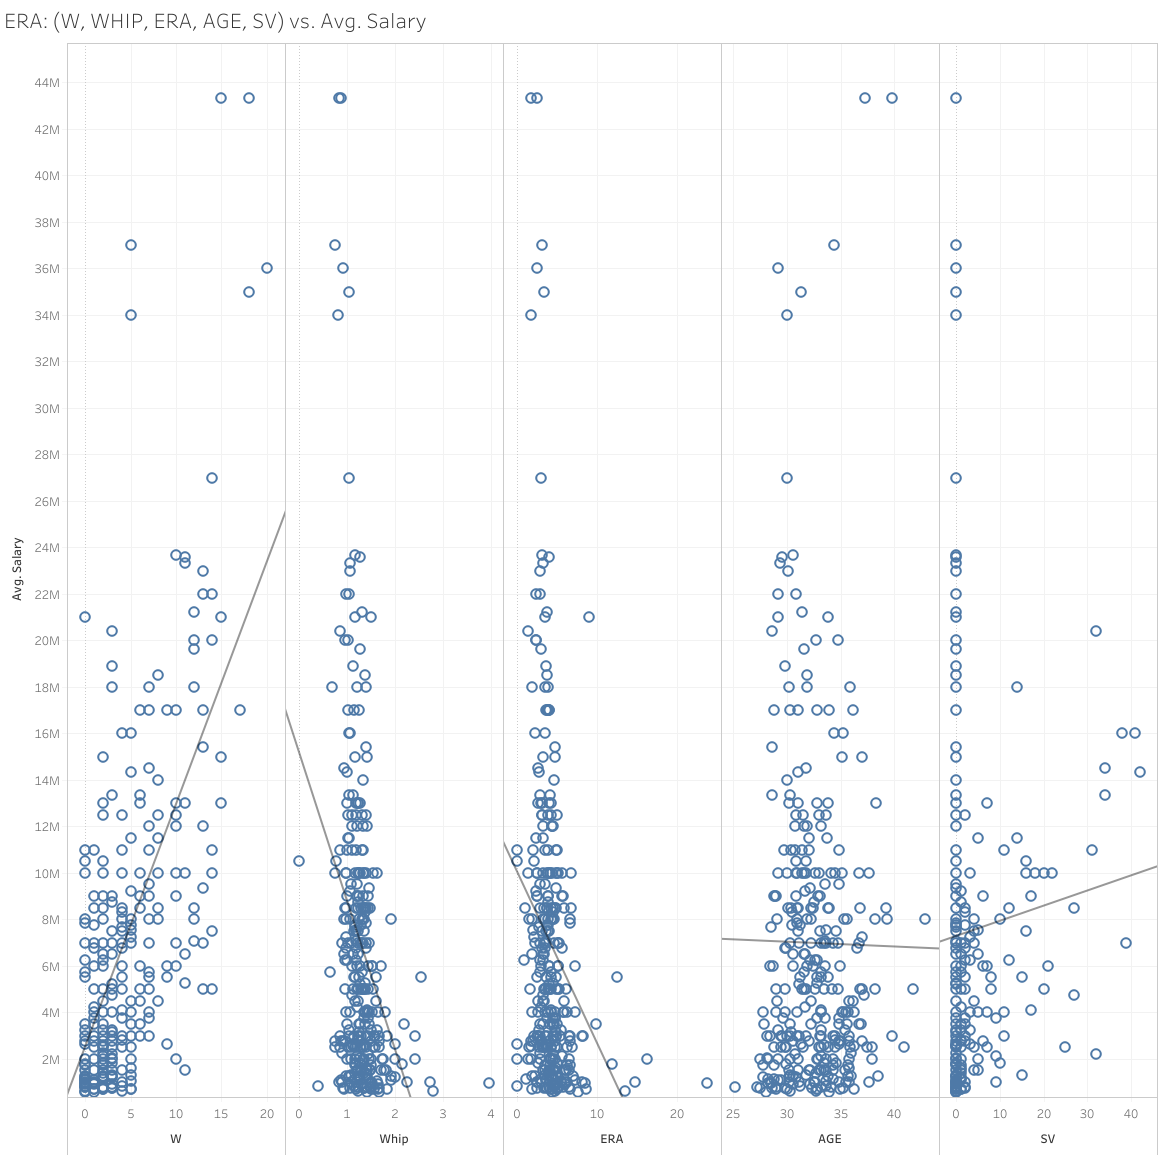 ERA: (W, WHIP, ERA, AGE, SV) vs. Avg. Salary
44M
42M
40M
38M
36M
34M
32M
30M
28M
26M
24M
22M
20M
18M
16M
14M
12M
10M
8M
6M
4M
2M
Avg. Salary
0 5 10 15 20 0 1 2 3 4 0 10 20 25 30 35 40 0 10 20 30 40
W Whip ERA AGE SV